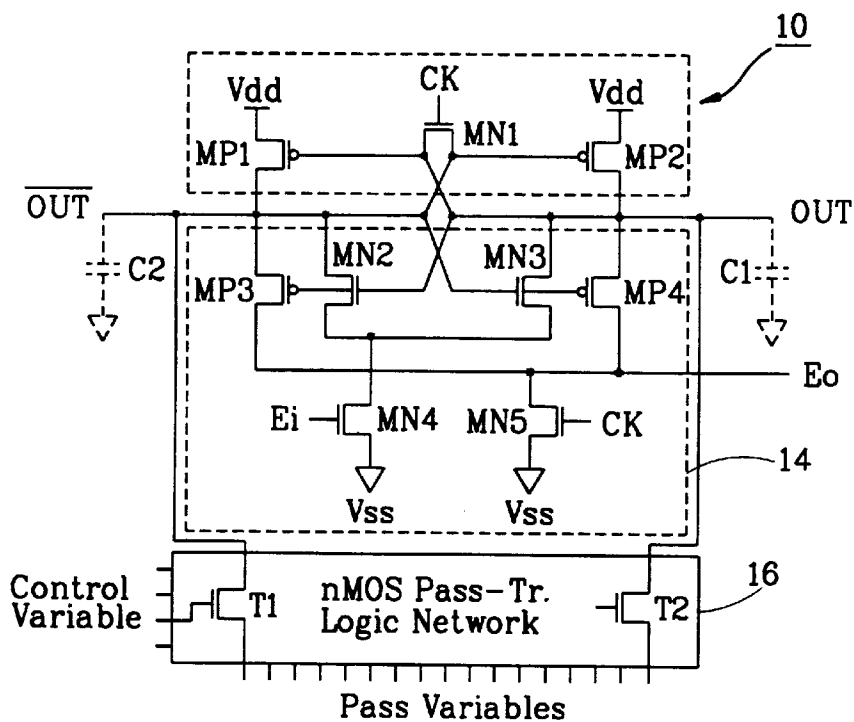 10
CK
Vdd
Vdd
MN1
MP1
MP2
OUT
OUT
MN2
MN3
C2
C1
MP3
MP4
Eo
Ei
MN4
MN5
CK
14
Vss
Vss
Control
Variable
T1
nMOS Pass-Tr.
Logic Network
T2
16
Pass Variables